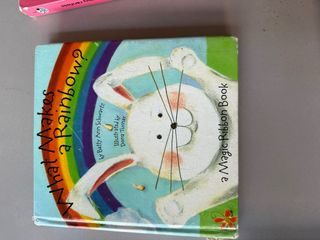 What Makes
a Rainbow?
by Betty Ann Schwartz
Illustrated by
Dona Turner
a Magic Ribbon Book